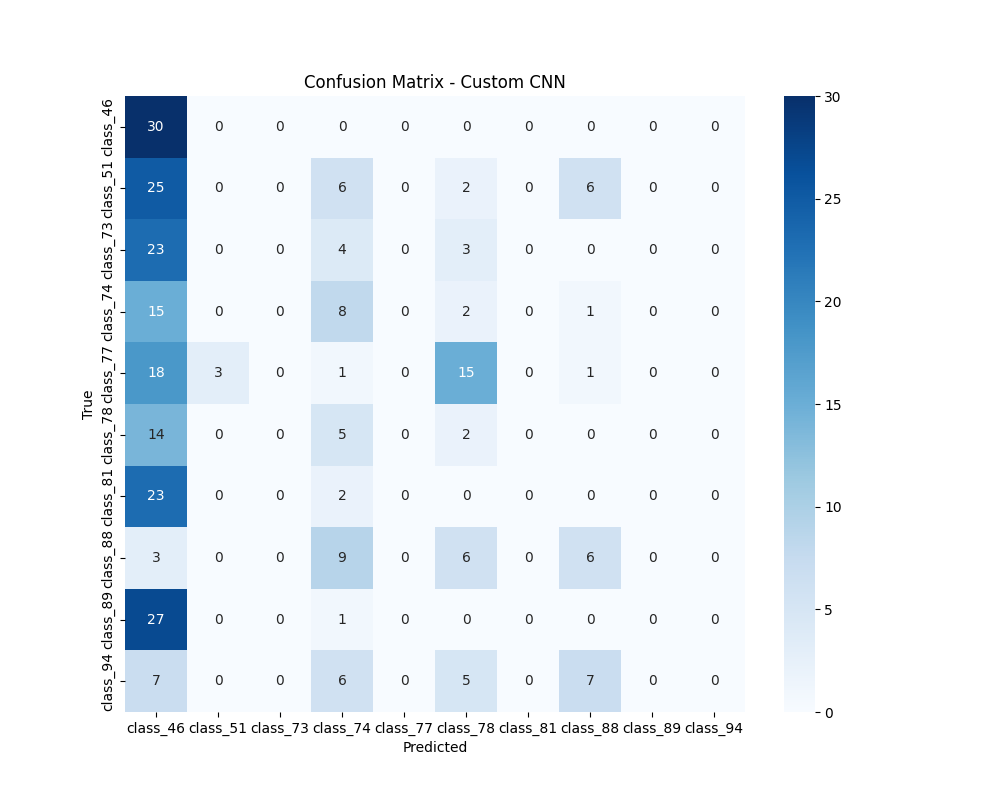 Confusion Matrix - Custom CNN
True
class_46 30 0 0 0 0 0 0 0 0 0
class_51 25 0 0 6 0 2 0 6 0 0
class_73 23 0 0 4 0 3 0 0 0 0
class_74 15 0 0 8 0 2 0 1 0 0
class_77 18 3 0 1 0 15 0 1 0 0
class_78 14 0 0 5 0 2 0 0 0 0
class_81 23 0 0 2 0 0 0 0 0 0
class_88 3 0 0 9 0 6 0 6 0 0
class_89 27 0 0 1 0 0 0 0 0 0
class_94 7 0 0 6 0 5 0 7 0 0
class_46 class_51 class_73 class_74 class_77 class_78 class_81 class_88 class_89 class_94
Predicted
30
25
20
15
10
5
0